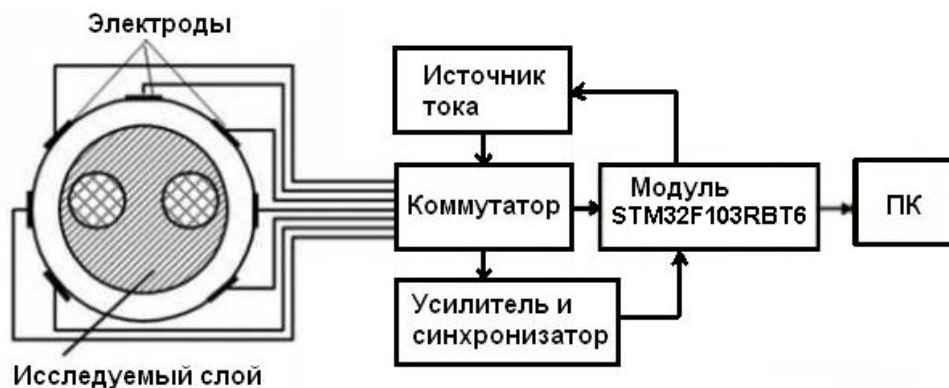 Электроды
Источник
тока
Коммутатор
Модуль
STM32F103RBT6
ПК
Усилитель и
синхронизатор
Исследуемый слой